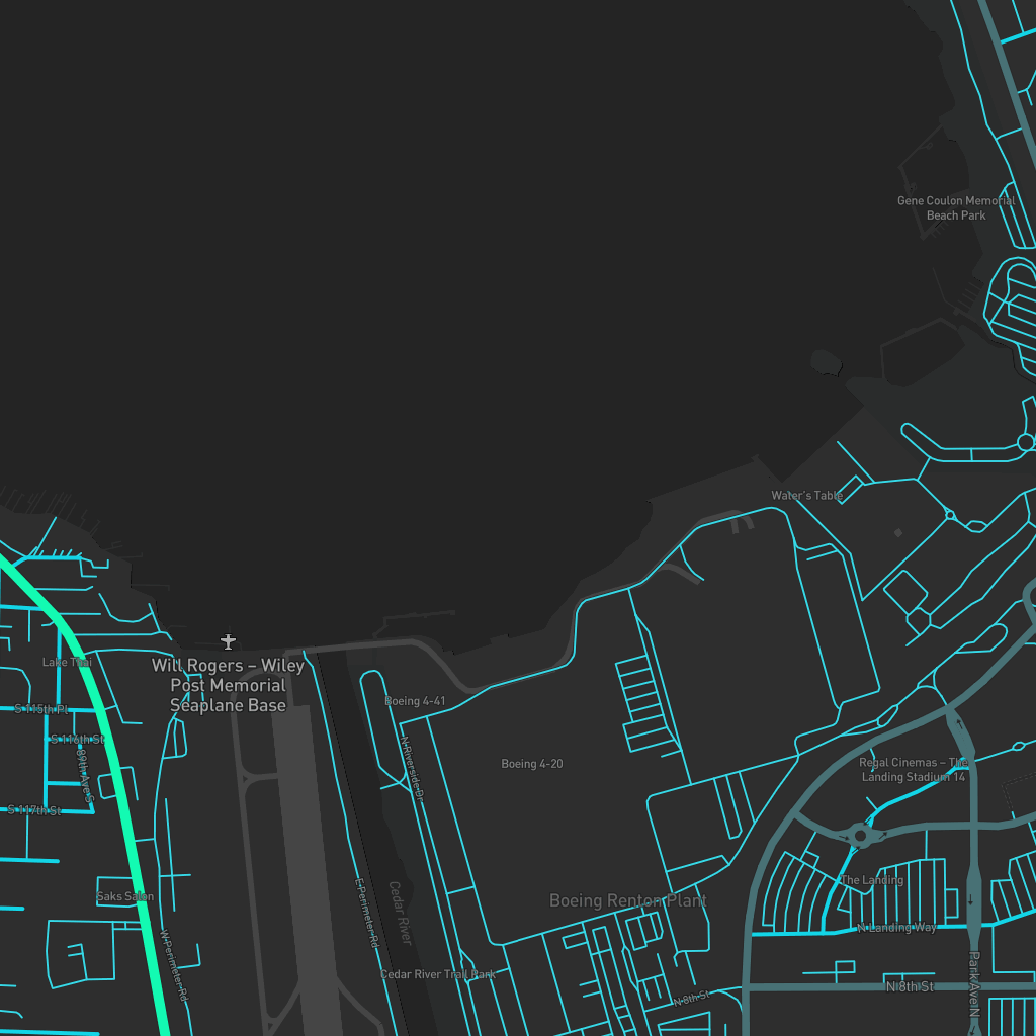 Gene Coulon Memorial
Beach Park
Water's Table
Will Rogers – Wiley
Post Memorial
Seaplane Base
Lake Thai
S 115th Pl
S 116th St
89th Ave S
S 117th St
Boeing 4-41
N Riverside Dr
Boeing 4-20
Regal Cinemas – The
Landing Stadium 14
The Landing
Saks Salon
E Perimeter Rd
Cedar River
Boeing Renton Plant
N Landing Way
W Perimeter Rd
Cedar River Trail Park
N 8th St
N 8th St
Park Ave N